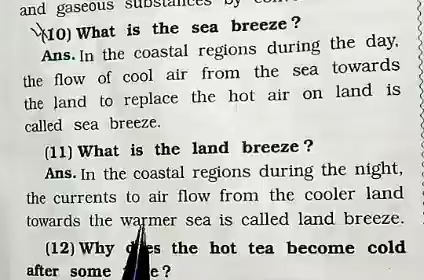 and gaseous substances by
(10) What is the sea breeze?
Ans. In the coastal regions during the day,
the flow of cool air from the sea towards
the land to replace the hot air on land is
called sea breeze.
(11) What is the land breeze?
Ans. In the coastal regions during the night,
the currents to air flow from the cooler land
towards the warmer sea is called land breeze.
(12) Why does the hot tea become cold
after some